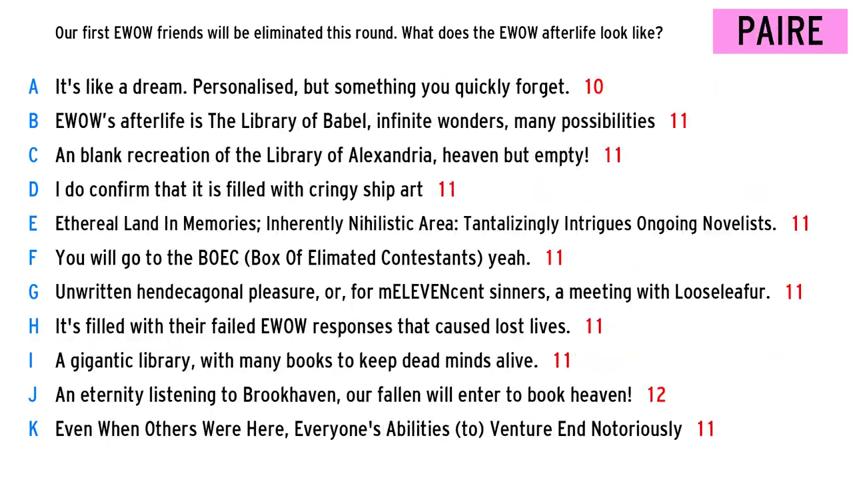 Our first EWOW friends will be eliminated this round. What does the EWOW afterlife look like?
PAIRE
A It's like a dream. Personalised, but something you quickly forget. 10
B EWOW's afterlife is The Library of Babel, infinite wonders, many possibilities 11
C An blank recreation of the Library of Alexandria, heaven but empty! 11
D I do confirm that it is filled with cringy ship art 11
E Ethereal Land In Memories; Inherently Nihilistic Area: Tantalizingly Intrigues Ongoing Novelists. 11
F You will go to the BOEC (Box Of Elimated Contestants) yeah. 11
G Unwritten hendecagonal pleasure, or, for mELEVENcent sinners, a meeting with Looseleafur. 11
H It's filled with their failed EWOW responses that caused lost lives. 11
I A gigantic library, with many books to keep dead minds alive. 11
J An eternity listening to Brookhaven, our fallen will enter to book heaven! 12
K Even When Others Were Here, Everyone's Abilities (to) Venture End Notoriously 11